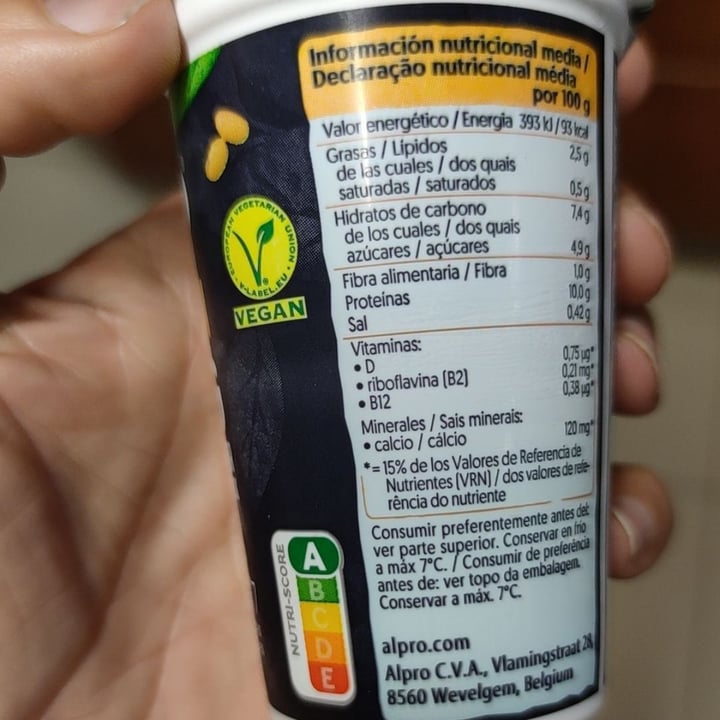 Información nutricional media /
Declaração nutricional média
por 100 g
Valor energético / Energia 393 kJ / 93 kcal
Grasas / Lípidos 2,5 g
de las cuales / dos quais
saturadas / saturados 0,5 g
Hidratos de carbono 7,4 g
de los cuales / dos quais
azúcares / açúcares 4,9 g
Fibra alimentaria / Fibra 1,0 g
Proteínas 10,0 g
Sal 0,42 g
Vitaminas:
• D 0,75 µg*
• riboflavina (B2) 0,21 mg*
• B12 0,38 µg*
Minerales / Sais minerais:
• calcio / cálcio 120 mg*
*= 15% de los Valores de Referencia de
Nutrientes (VRN) / dos valores de refe-
rência do nutriente
Consumir preferentemente antes del:
ver parte superior. Conservar en frío
a máx 7°C. / Consumir de preferência
antes de: ver topo da embalagem.
Conservar a máx. 7°C.
alpro.com
Alpro C.V.A., Vlamingstraat 28,
8560 Wevelgem, Belgium
EUROPEAN VEGETARIAN UNION
V-LABEL.EU
VEGAN
NUTRI-SCORE
A
B
C
D
E